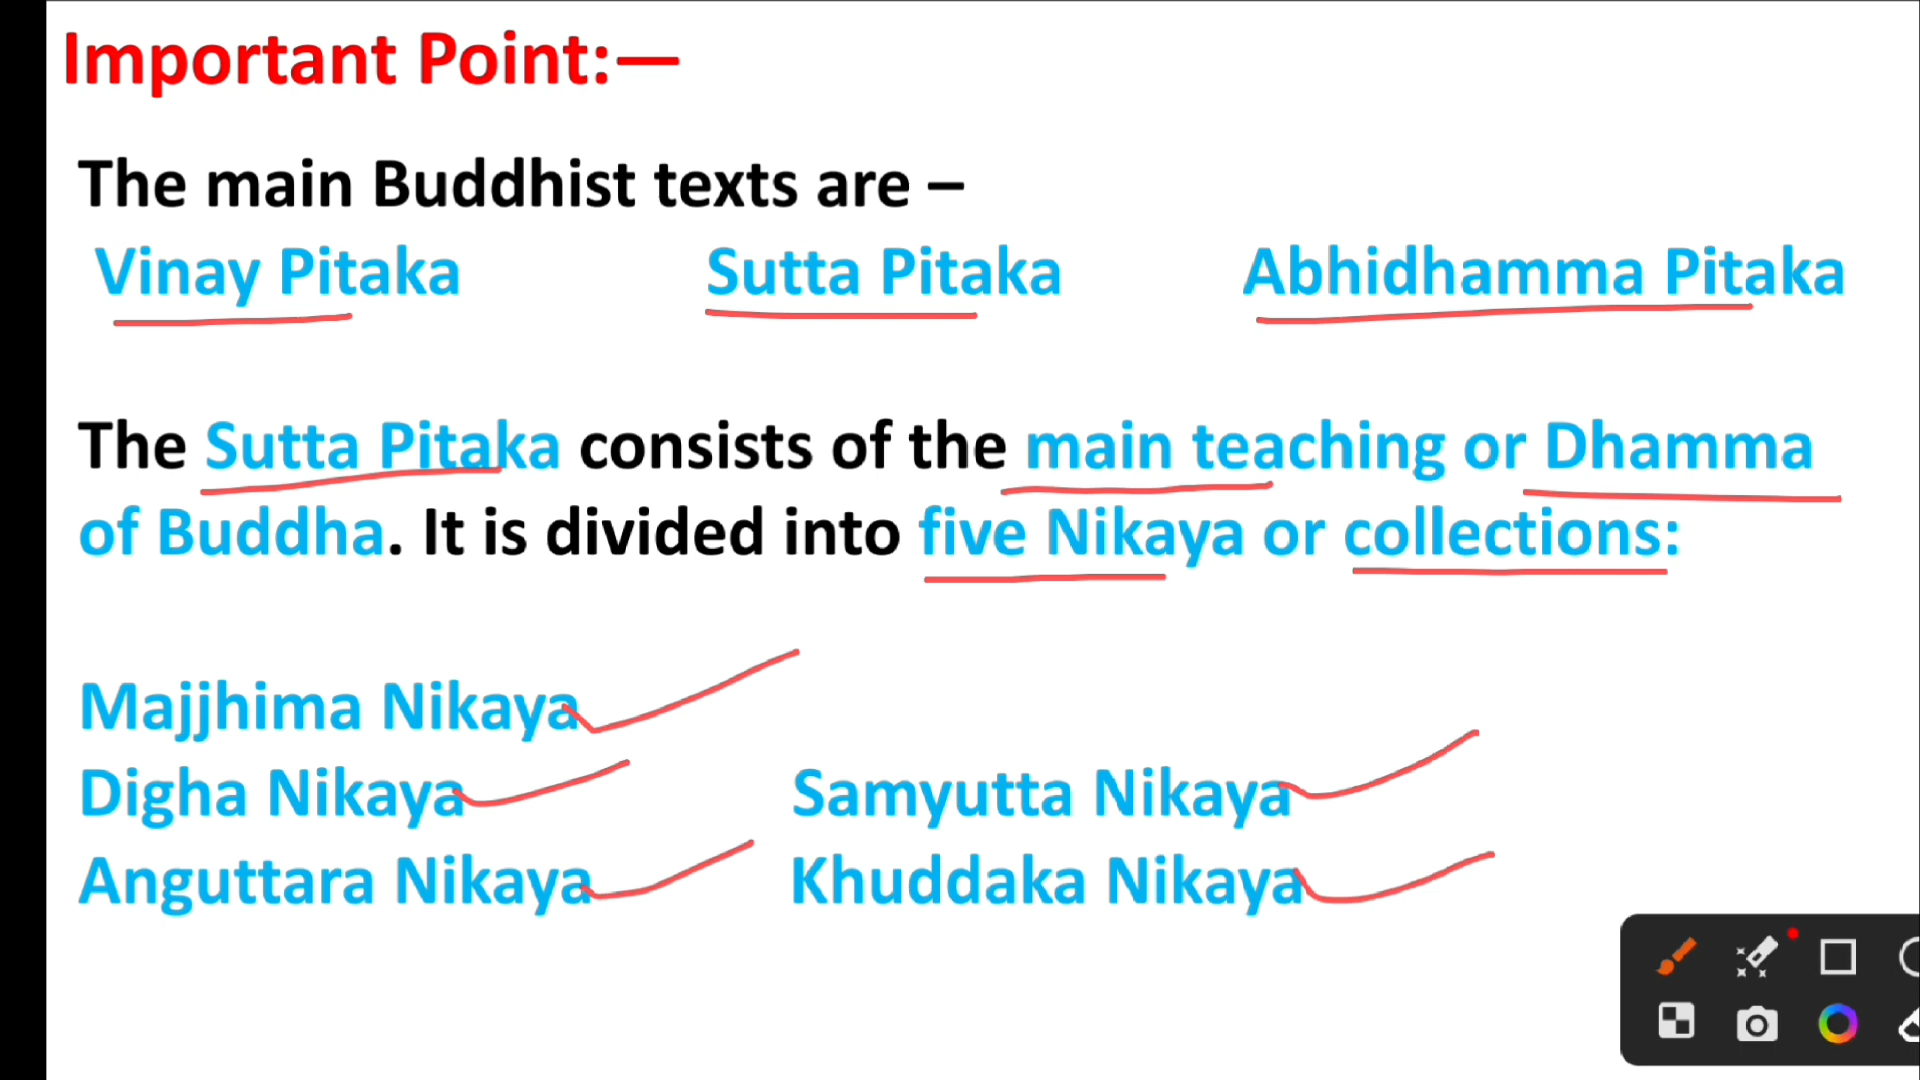 Important Point:—
The main Buddhist texts are –
Vinay Pitaka Sutta Pitaka Abhidhamma Pitaka
The Sutta Pitaka consists of the main teaching or Dhamma
of Buddha. It is divided into five Nikaya or collections:
Majjhima Nikaya
Digha Nikaya Samyutta Nikaya
Anguttara Nikaya Khuddaka Nikaya